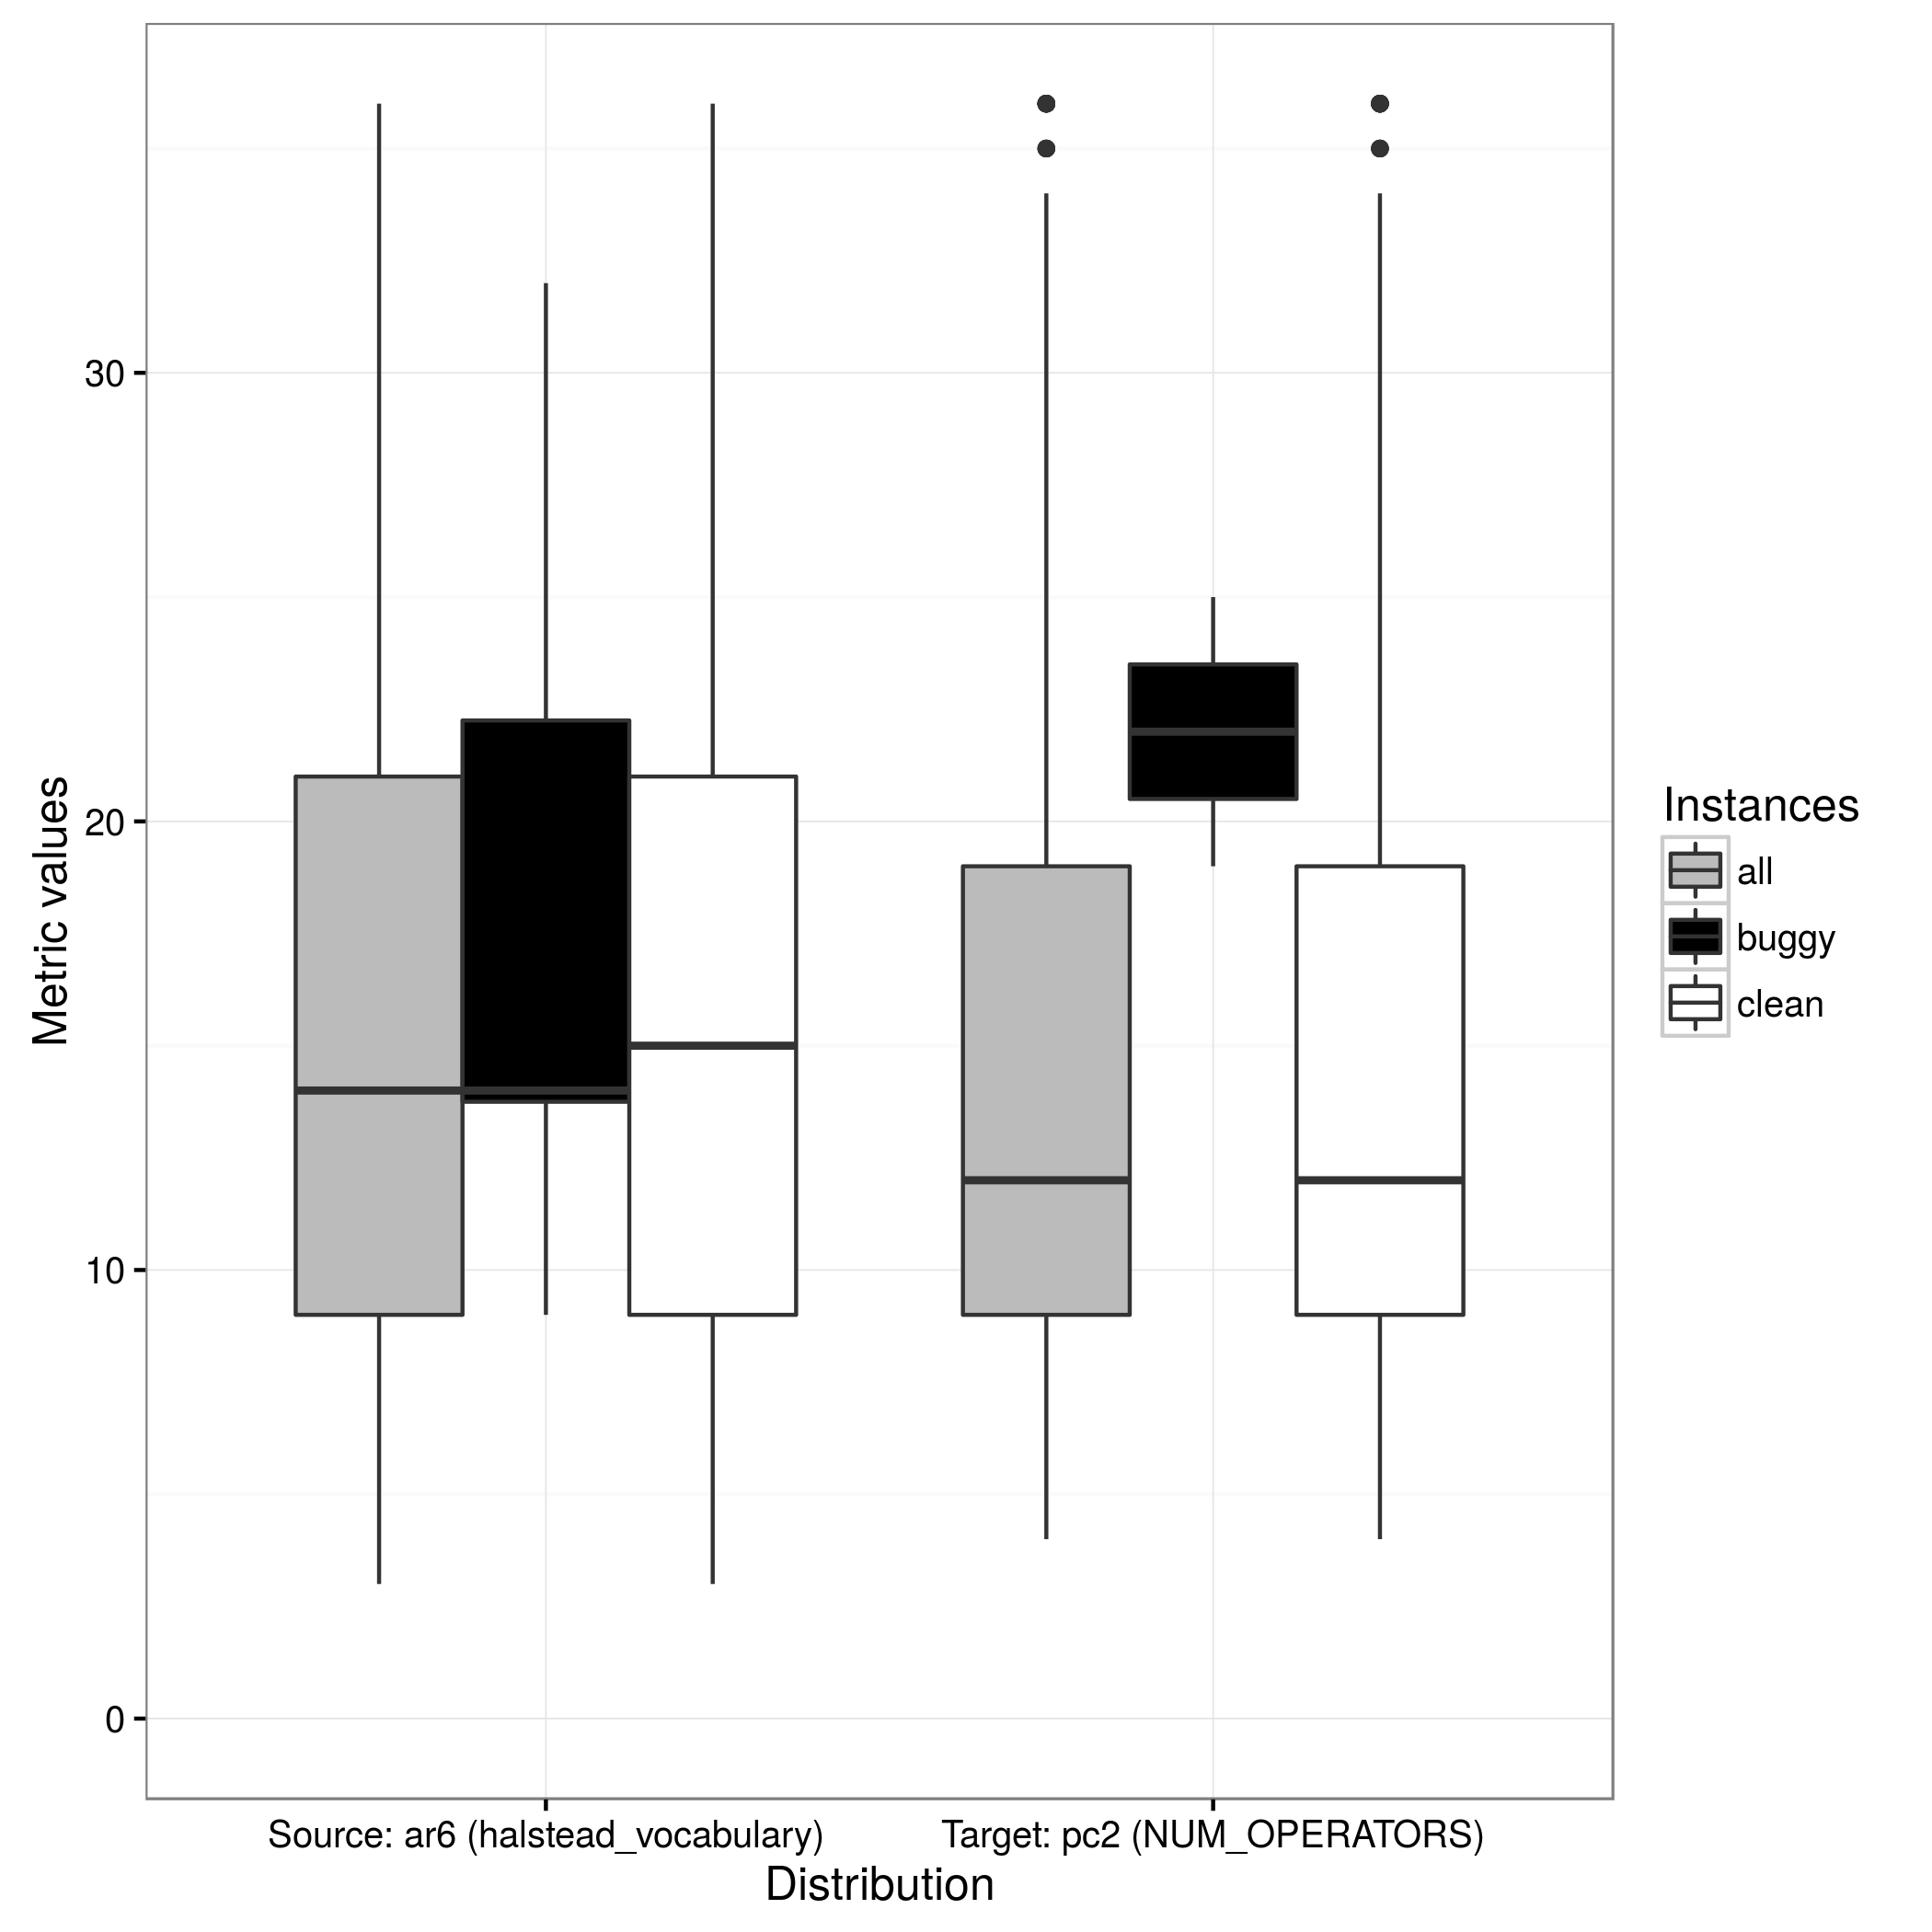 30
20
10
0
Metric values
Source: ar6 (halstead_vocabulary)
Target: pc2 (NUM_OPERATORS)
Distribution
Instances
all
buggy
clean